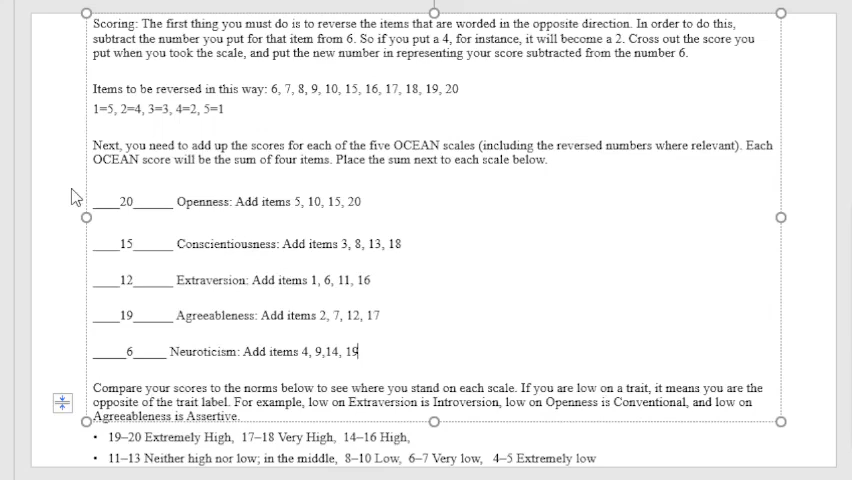 Scoring: The first thing you must do is to reverse the items that are worded in the opposite direction. In order to do this,
subtract the number you put for that item from 6. So if you put a 4, for instance, it will become a 2. Cross out the score you
put when you took the scale, and put the new number in representing your score subtracted from the number 6.
Items to be reversed in this way: 6, 7, 8, 9, 10, 15, 16, 17, 18, 19, 20
1=5, 2=4, 3=3, 4=2, 5=1
Next, you need to add up the scores for each of the five OCEAN scales (including the reversed numbers where relevant). Each
OCEAN score will be the sum of four items. Place the sum next to each scale below.
____20______ Openness: Add items 5, 10, 15, 20
____15______ Conscientiousness: Add items 3, 8, 13, 18
____12______ Extraversion: Add items 1, 6, 11, 16
____19______ Agreeableness: Add items 2, 7, 12, 17
_____6_____ Neuroticism: Add items 4, 9,14, 19
Compare your scores to the norms below to see where you stand on each scale. If you are low on a trait, it means you are the
opposite of the trait label. For example, low on Extraversion is Introversion, low on Openness is Conventional, and low on
Agreeableness is Assertive.
• 19–20 Extremely High, 17–18 Very High, 14–16 High,
• 11–13 Neither high nor low; in the middle, 8–10 Low, 6–7 Very low, 4–5 Extremely low